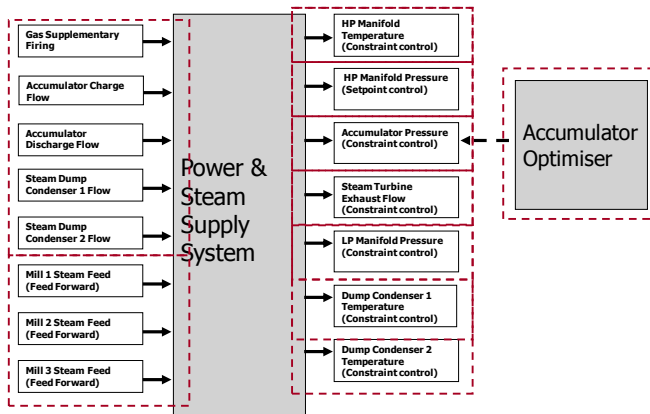 Gas Supplementary
Firing
Accumulator Charge
Flow
Accumulator
Discharge Flow
Steam Dump
Condenser 1 Flow
Steam Dump
Condenser 2 Flow
Mill 1 Steam Feed
(Feed Forward)
Mill 2 Steam Feed
(Feed Forward)
Mill 3 Steam Feed
(Feed Forward)
Power &
Steam
Supply
System
HP Manifold
Temperature
(Constraint control)
HP Manifold Pressure
(Setpoint control)
Accumulator Pressure
(Constraint control)
Steam Turbine
Exhaust Flow
(Constraint control)
LP Manifold Pressure
(Constraint control)
Dump Condenser 1
Temperature
(Constraint control)
Dump Condenser 2
Temperature
(Constraint control)
Accumulator
Optimiser